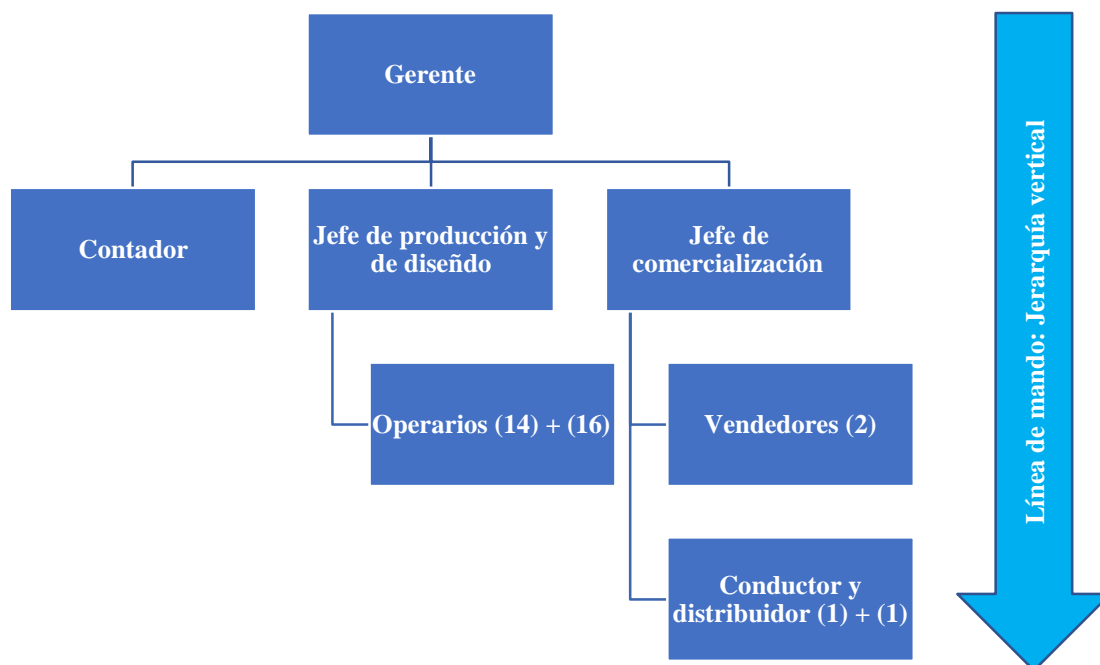 Gerente
Contador
Jefe de producción y
de diseñdo
Jefe de
comercialización
Operarios (14) + (16)
Vendedores (2)
Conductor y
distribuidor (1) + (1)
Línea de mando: Jerarquía vertical